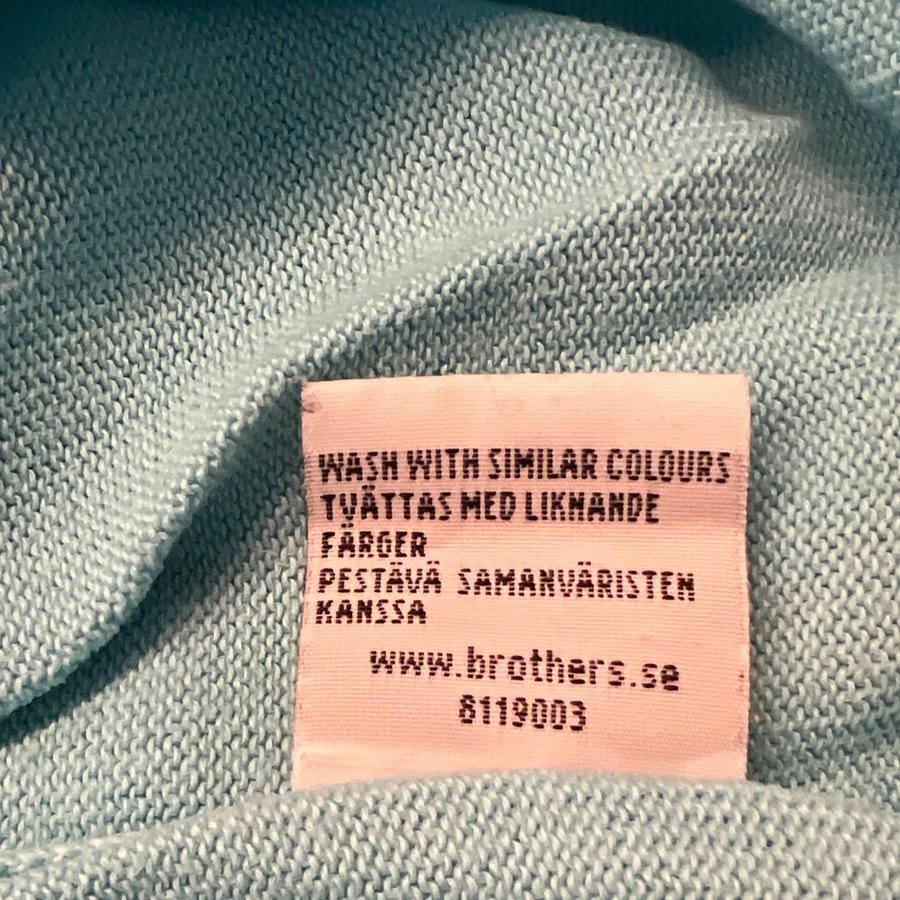 WASH WITH SIMILAR COLOURS
TVÄTTAS MED LIKNANDE
FÄRGER
PESTÄVÄ SAMANVÄRISTEN
KANSSA
www.brothers.se
8119003